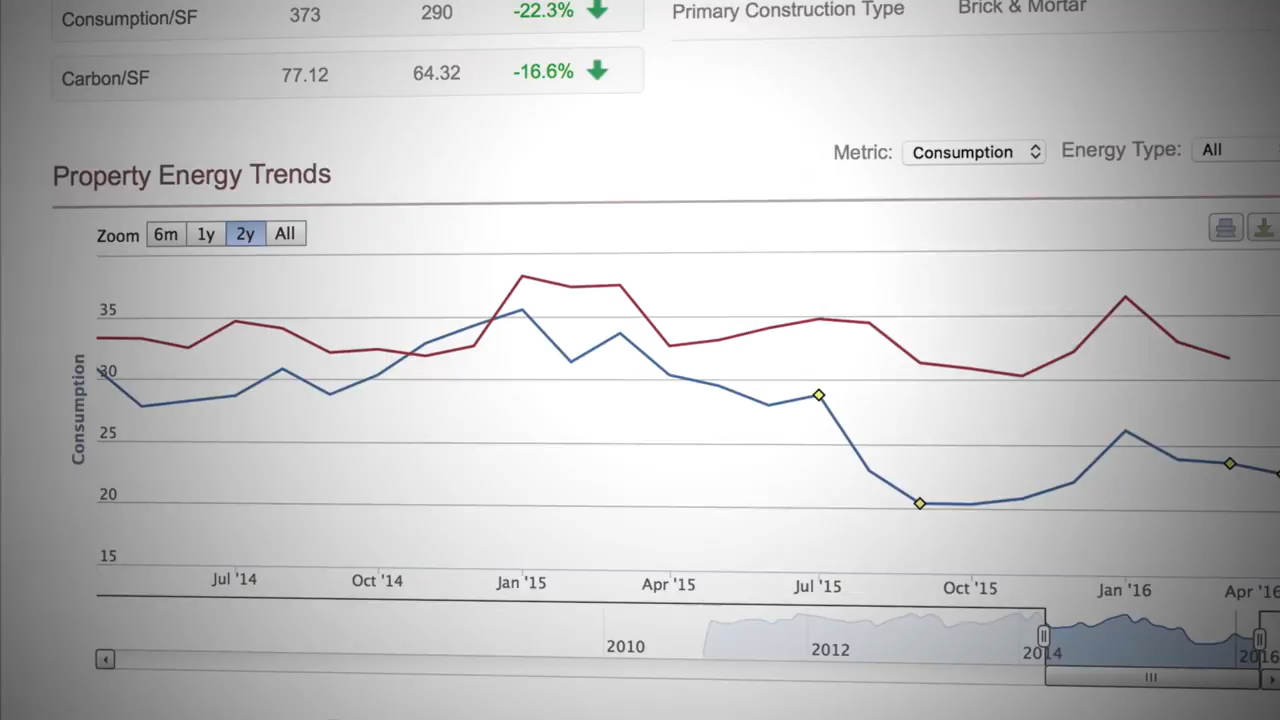 Consumption/SF 373 290 -22.3%
Primary Construction Type Brick & Mortar
Carbon/SF 77.12 64.32 -16.6%
Metric: Consumption Energy Type: All
Property Energy Trends
Zoom 6m 1y 2y All
35
30
25
20
15
Consumption
Jul '14 Oct '14 Jan '15 Apr '15 Jul '15 Oct '15 Jan '16 Apr '16
2010 2012 2014 2016